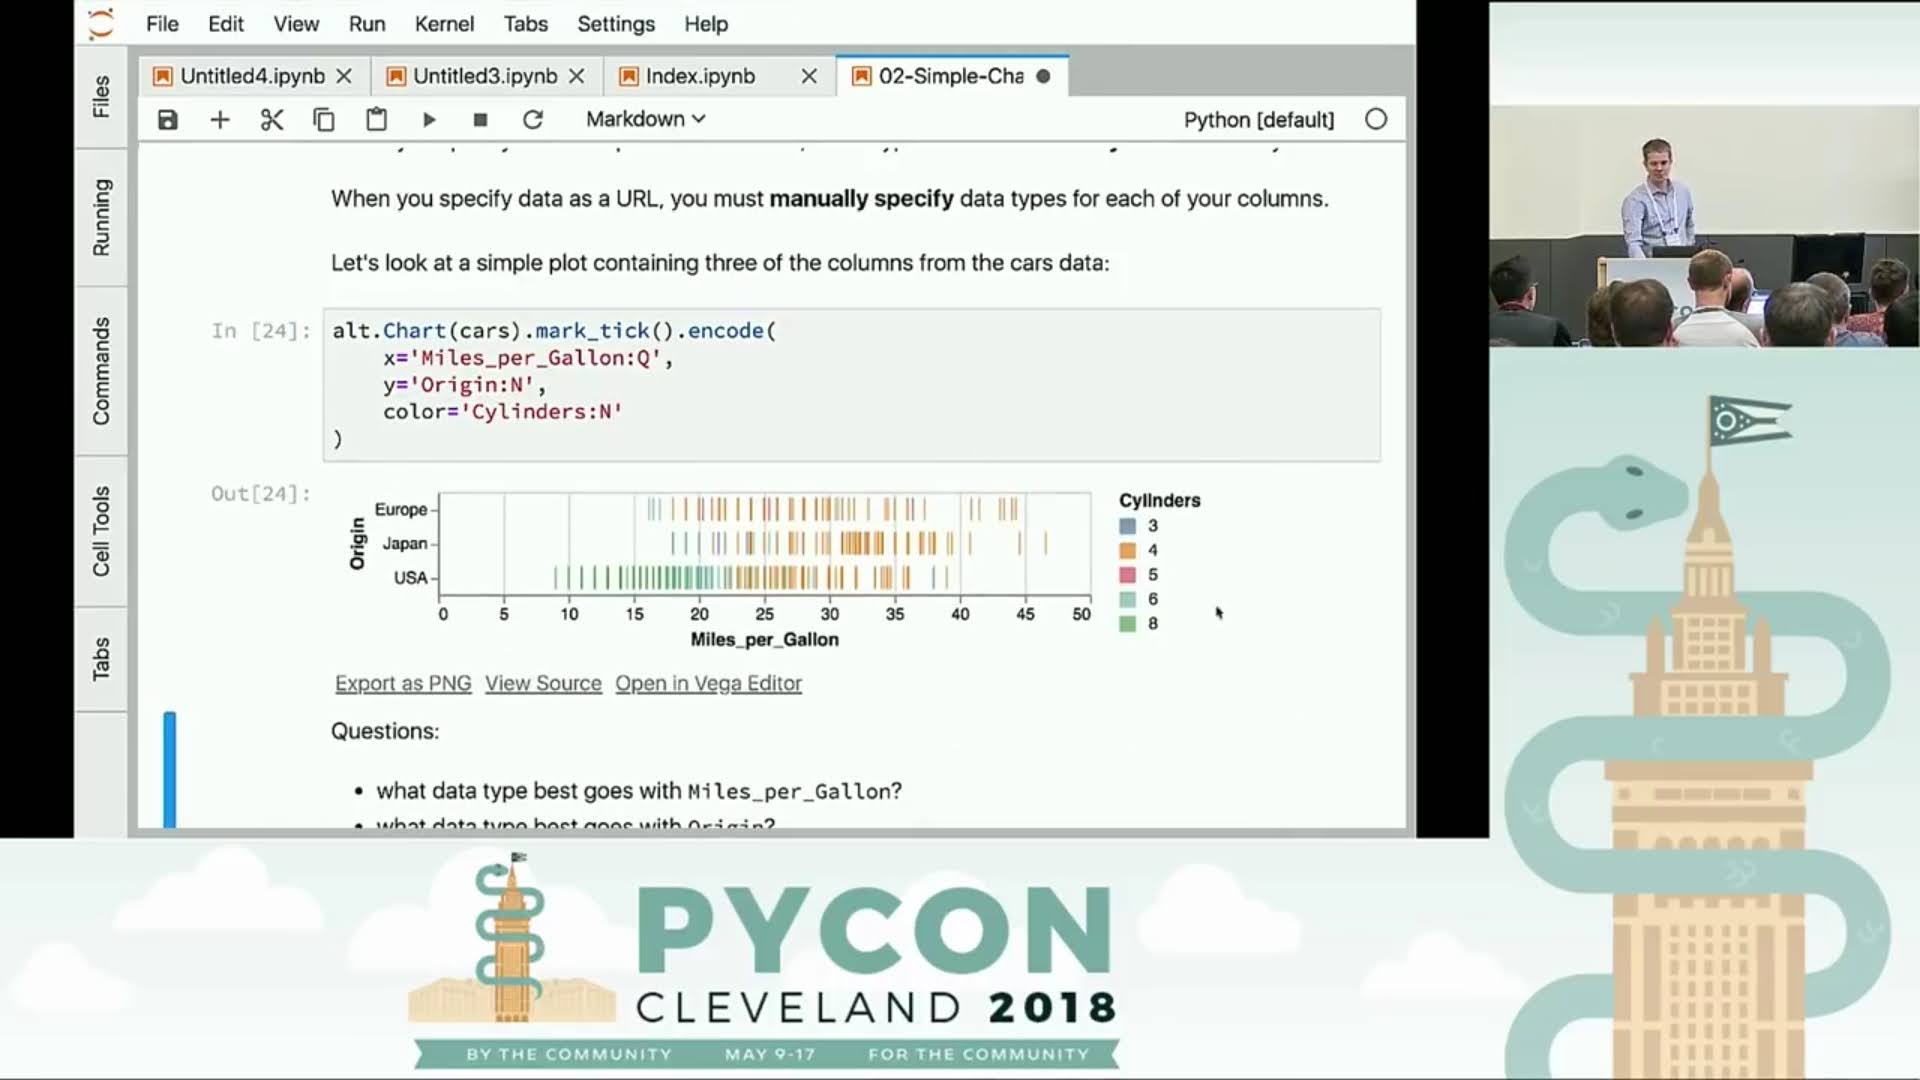 File Edit View Run Kernel Tabs Settings Help
Untitled4.ipynb Untitled3.ipynb Index.ipynb 02-Simple-Cha
Markdown Python [default]
Files
Running
Commands
Cell Tools
Tabs
When you specify data as a URL, you must manually specify data types for each of your columns.
Let's look at a simple plot containing three of the columns from the cars data:
In [24]:
alt.Chart(cars).mark_tick().encode(
x='Miles_per_Gallon:Q',
y='Origin:N',
color='Cylinders:N'
)
Out[24]:
Origin
Europe
Japan
USA
0 5 10 15 20 25 30 35 40 45 50
Miles_per_Gallon
Cylinders
3
4
5
6
8
Export as PNG View Source Open in Vega Editor
Questions:
• what data type best goes with Miles_per_Gallon?
• what data type best goes with Origin?
PYCON
CLEVELAND 2018
BY THE COMMUNITY MAY 9-17 FOR THE COMMUNITY